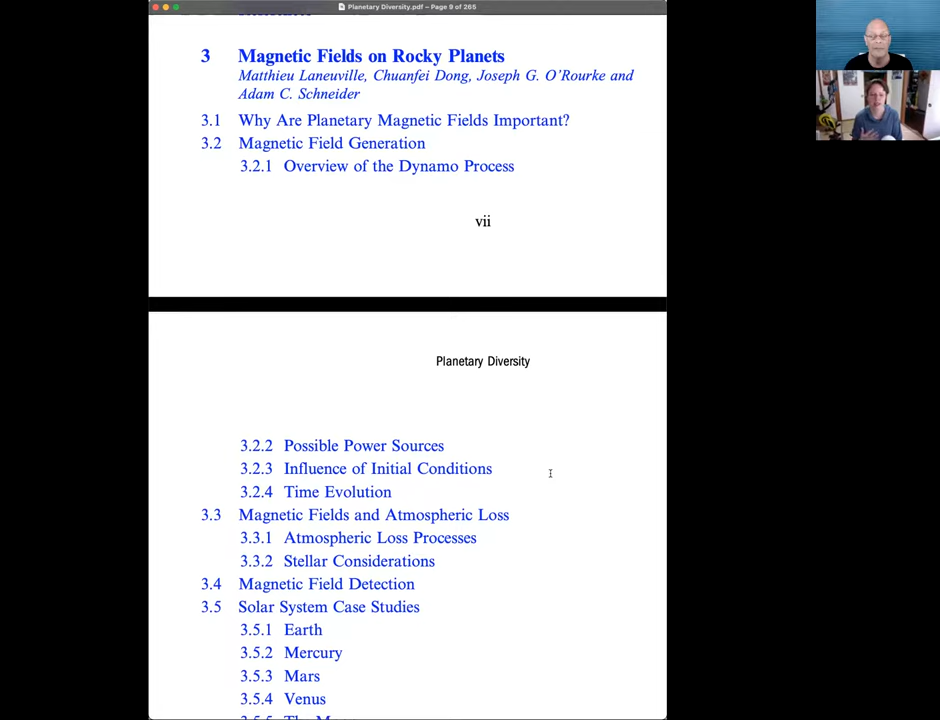 Planetary Diversity.pdf – Page 9 of 265
3 Magnetic Fields on Rocky Planets
Matthieu Laneuville, Chuanfei Dong, Joseph G. O'Rourke and
Adam C. Schneider
3.1 Why Are Planetary Magnetic Fields Important?
3.2 Magnetic Field Generation
3.2.1 Overview of the Dynamo Process
vii
Planetary Diversity
3.2.2 Possible Power Sources
3.2.3 Influence of Initial Conditions
3.2.4 Time Evolution
3.3 Magnetic Fields and Atmospheric Loss
3.3.1 Atmospheric Loss Processes
3.3.2 Stellar Considerations
3.4 Magnetic Field Detection
3.5 Solar System Case Studies
3.5.1 Earth
3.5.2 Mercury
3.5.3 Mars
3.5.4 Venus